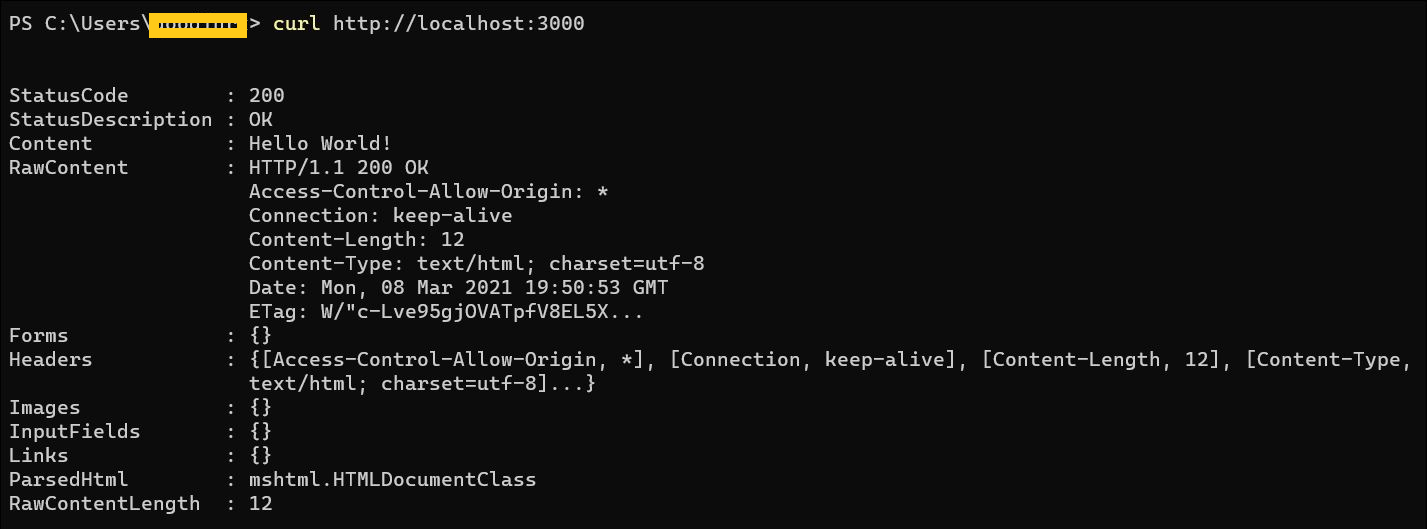 PS C:\Users\> curl http://localhost:3000
StatusCode : 200
StatusDescription : OK
Content : Hello World!
RawContent : HTTP/1.1 200 OK
Access-Control-Allow-Origin: *
Connection: keep-alive
Content-Length: 12
Content-Type: text/html; charset=utf-8
Date: Mon, 08 Mar 2021 19:50:53 GMT
ETag: W/"c-Lve95gjOVATpfV8EL5X...
Forms : {}
Headers : {[Access-Control-Allow-Origin, *], [Connection, keep-alive], [Content-Length, 12], [Content-Type,
text/html; charset=utf-8]...}
Images : {}
InputFields : {}
Links : {}
ParsedHtml : mshtml.HTMLDocumentClass
RawContentLength : 12